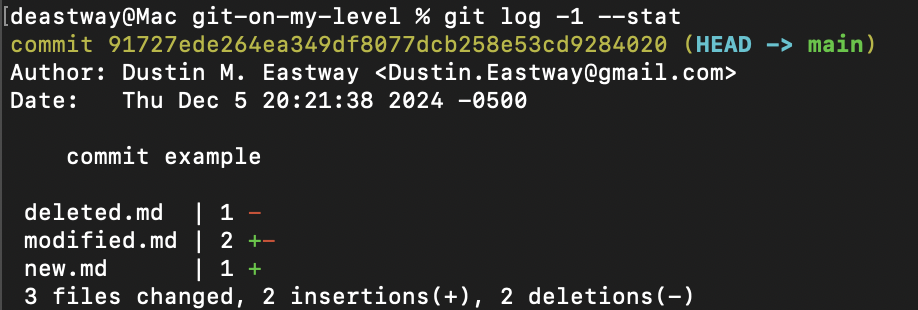 [deastway@Mac git-on-my-level % git log -1 --stat
commit 91727ede264ea349df8077dcb258e53cd9284020 (HEAD -> main)
Author: Dustin M. Eastway <Dustin.Eastway@gmail.com>
Date:   Thu Dec 5 20:21:38 2024 -0500

    commit example

 deleted.md  | 1 -
 modified.md | 2 +-
 new.md      | 1 +
 3 files changed, 2 insertions(+), 2 deletions(-)